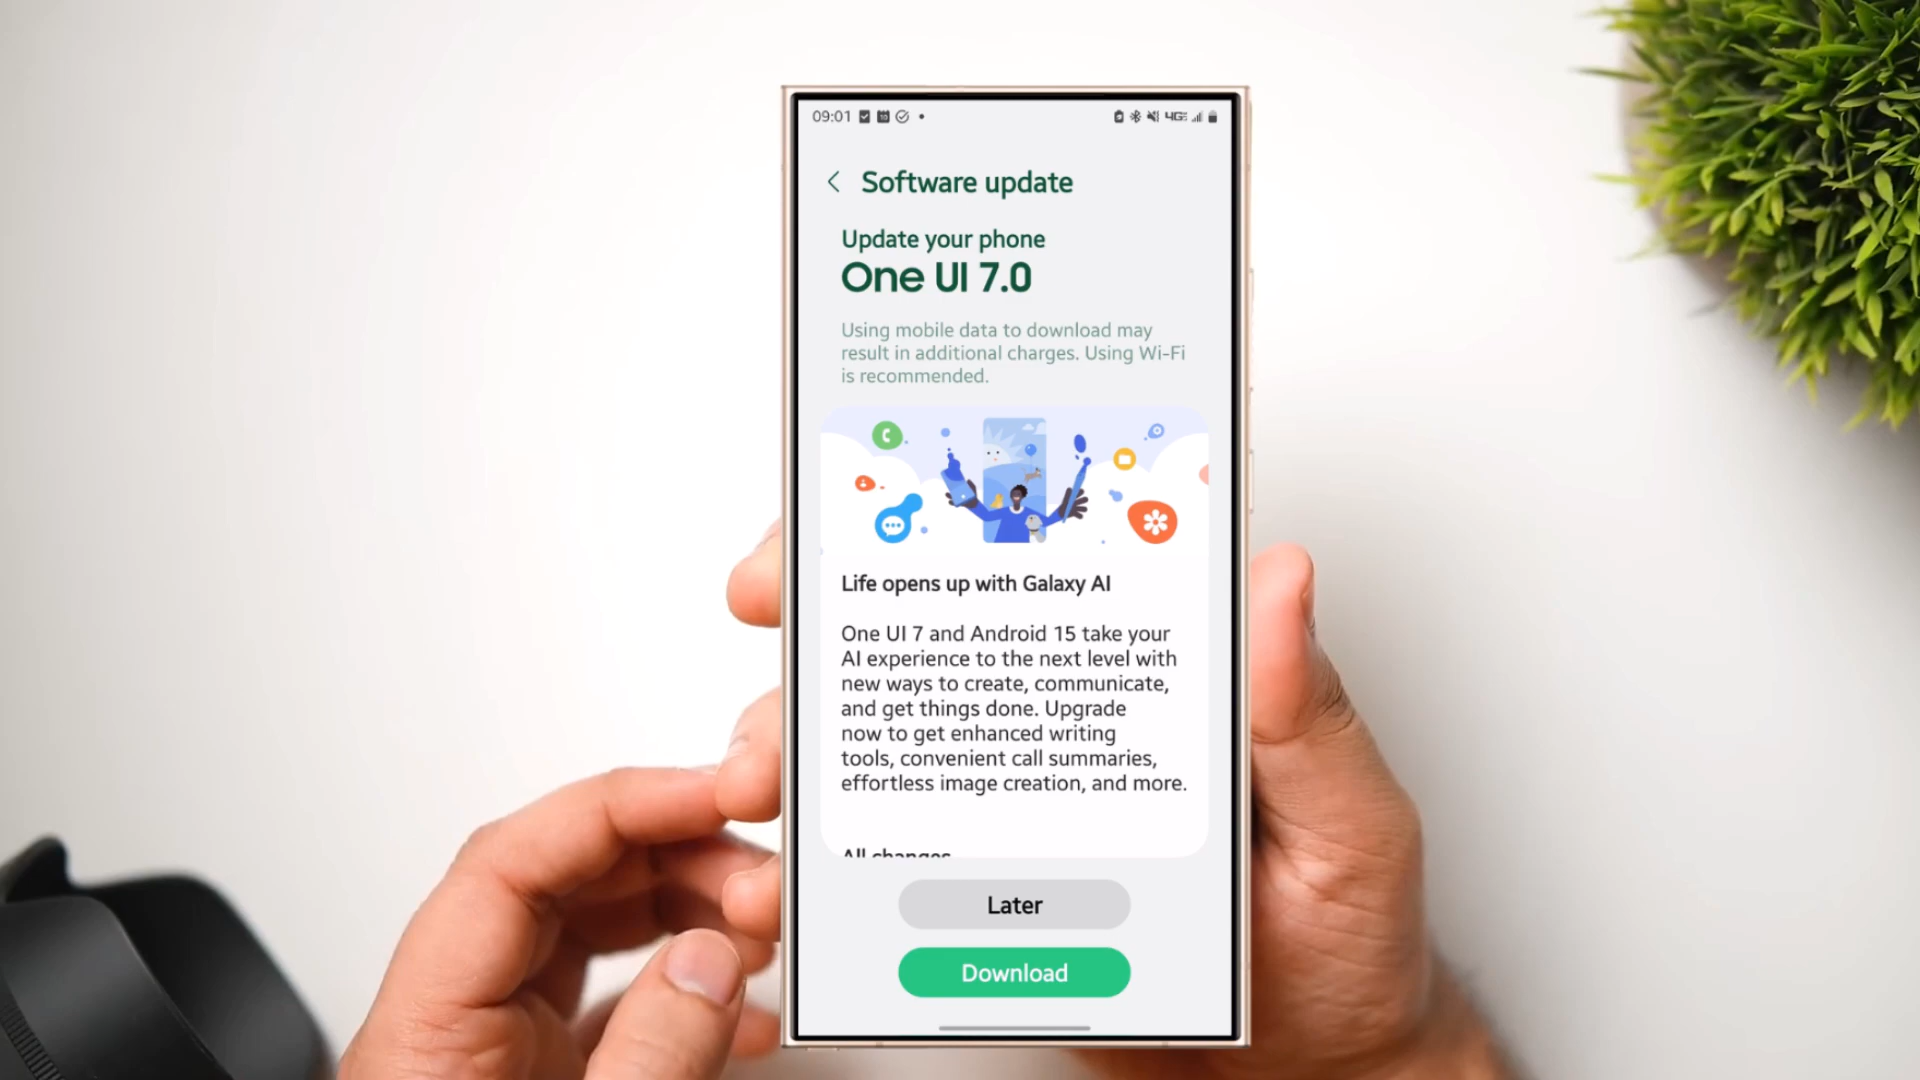 09:01
4G
Software update
Update your phone
One UI 7.0
Using mobile data to download may
result in additional charges. Using Wi-Fi
is recommended.
Life opens up with Galaxy AI
One UI 7 and Android 15 take your
AI experience to the next level with
new ways to create, communicate,
and get things done. Upgrade
now to get enhanced writing
tools, convenient call summaries,
effortless image creation, and more.
All changes
Later
Download